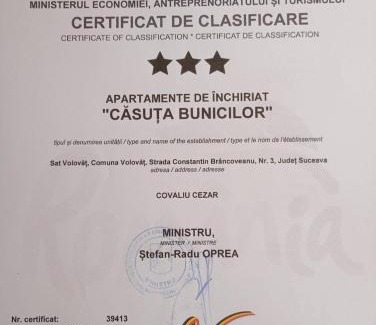 MINISTERUL ECONOMIEI, ANTREPRENORIATULUI ȘI TURISMULUI
CERTIFICAT DE CLASIFICARE
CERTIFICATE OF CLASSIFICATION * CERTIFICAT DE CLASSIFICATION
APARTAMENTE DE ÎNCHIRIAT
"CĂSUȚA BUNICILOR"
tipul și denumirea unității / type and name of the establishment / type et le nom de l'établissement
Sat Volovăț, Comuna Volovăț, Strada Constantin Brâncoveanu, Nr. 3, Județ Suceava
adresa / address / adresse
COVALIU CEZAR
MINISTRU,
MINISTER / MINISTRE
Ștefan-Radu OPREA
Nr. certificat: 39413